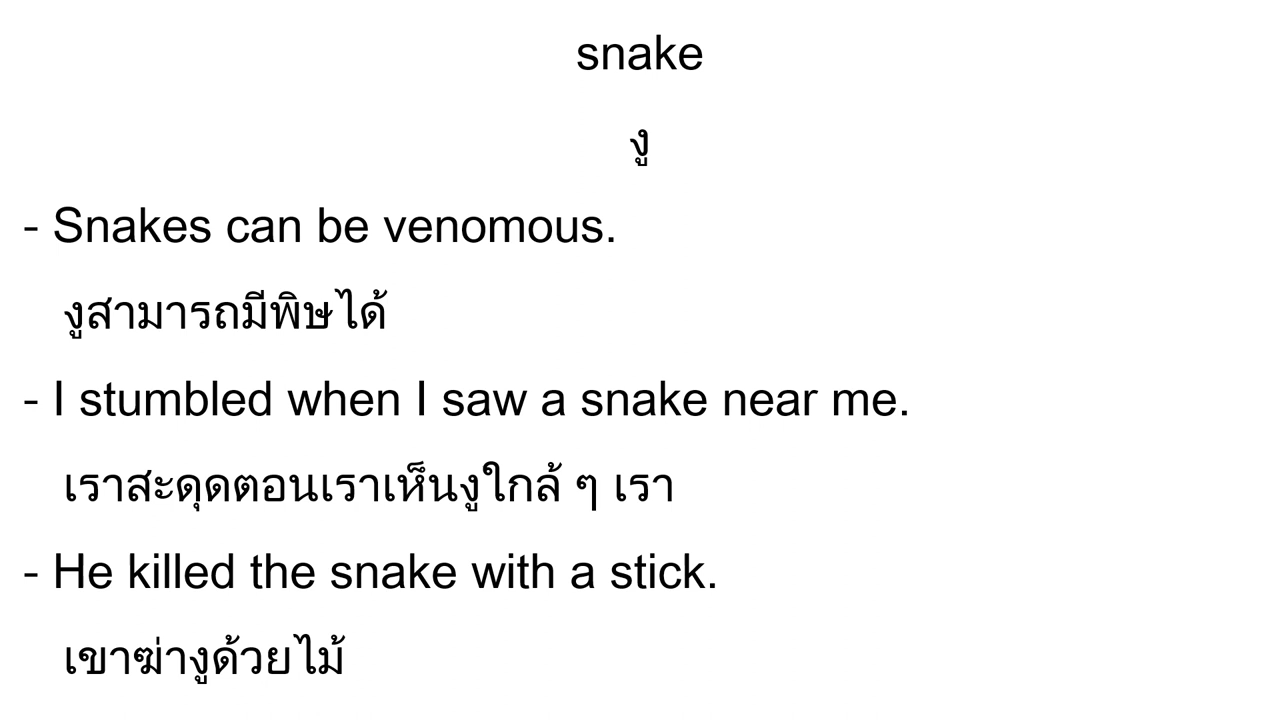 snake
งู
- Snakes can be venomous.
งูสามารถมีพิษได้
- I stumbled when I saw a snake near me.
เราสะดุดตอนเราเห็นงูใกล้ ๆ เรา
- He killed the snake with a stick.
เขาฆ่างูด้วยไม้